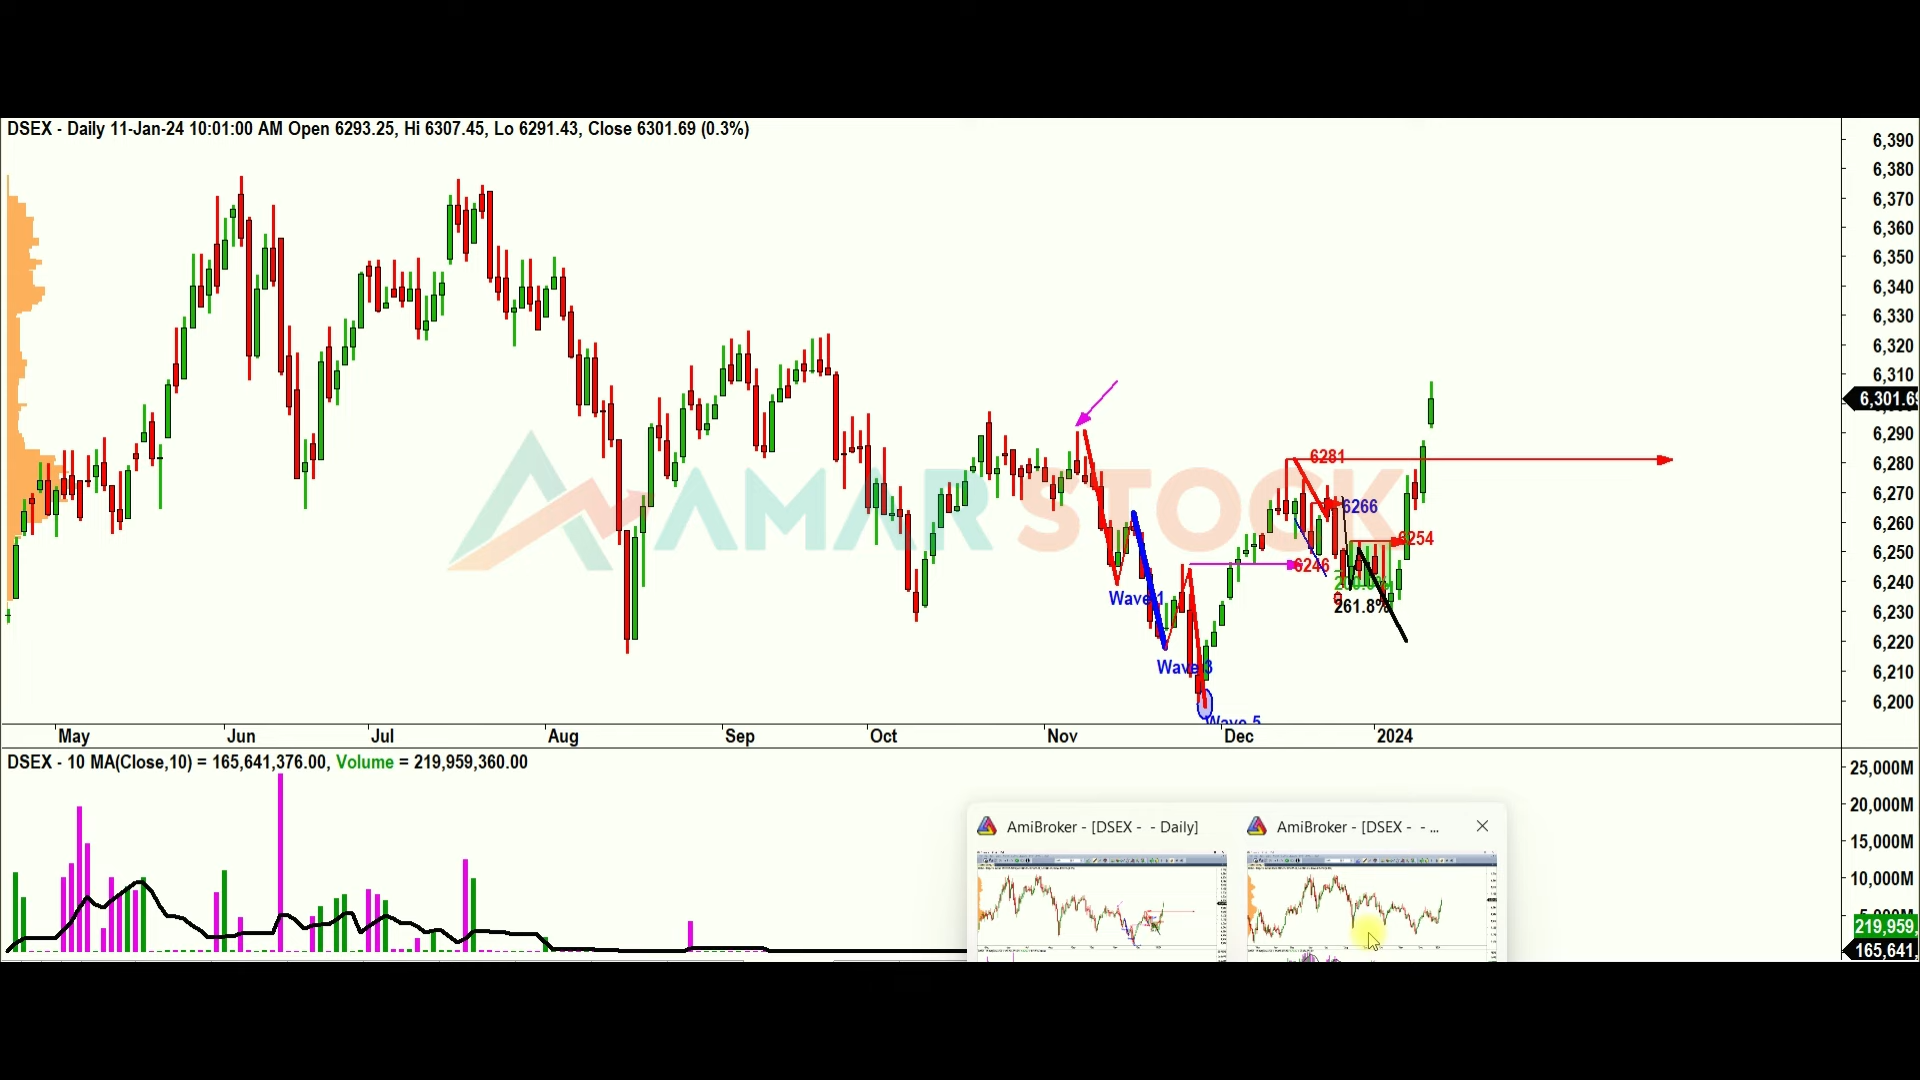 DSEX - Daily 11-Jan-24 10:01:00 AM Open 6293.25, Hi 6307.45, Lo 6291.43, Close 6301.69 (0.3%)
6,390
6,380
6,370
6,360
6,350
6,340
6,330
6,320
6,310
6,301.69
6,290
6,280
6,270
6,260
6,250
6,240
6,230
6,220
6,210
6,200
AMAR STOCK
6281
6266
6254
6246
261.8%
Wave 1
Wave 3
Wave 5
May Jun Jul Aug Sep Oct Nov Dec 2024
DSEX - 10 MA(Close,10) = 165,641,376.00, Volume = 219,959,360.00
25,000M
20,000M
15,000M
10,000M
219,959,
165,641,
AmiBroker - [DSEX - - Daily]
AmiBroker - [DSEX - - ...